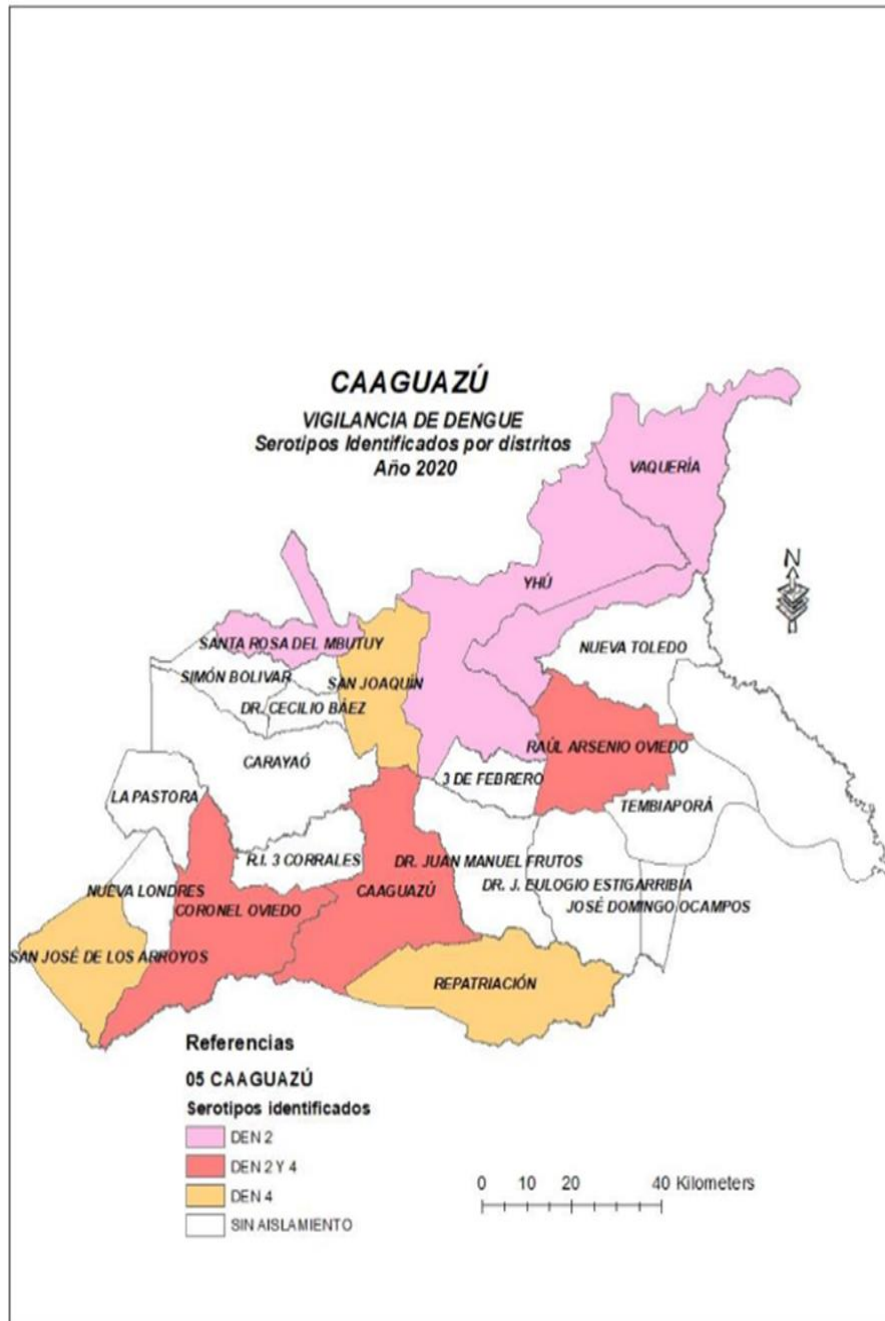 CAAGUAZÚ
VIGILANCIA DE DENGUE
Serotipos Identificados por distritos
Año 2020
VAQUERÍA
N
YHÚ
SANTA ROSA DEL MBUTUY
NUEVA TOLEDO
SIMÓN BOLIVAR
SAN JOAQUÍN
DR. CECILIO BÁEZ
RAÚL ARSENIO OVIEDO
CARAYAÓ
3 DE FEBRERO
LA PASTORA
TEMBIAPORÁ
R.I. 3 CORRALES
DR. JUAN MANUEL FRUTOS
NUEVA LONDRES
CAAGUAZÚ
DR. J. EULOGIO ESTIGARRIBIA
CORONEL OVIEDO
JOSÉ DOMINGO OCAMPOS
SAN JOSÉ DE LOS ARROYOS
REPATRIACIÓN
Referencias
05 CAAGUAZÚ
Serotipos identificados
DEN 2
DEN 2 Y 4
DEN 4
SIN AISLAMIENTO
0 10 20 40 Kilometers